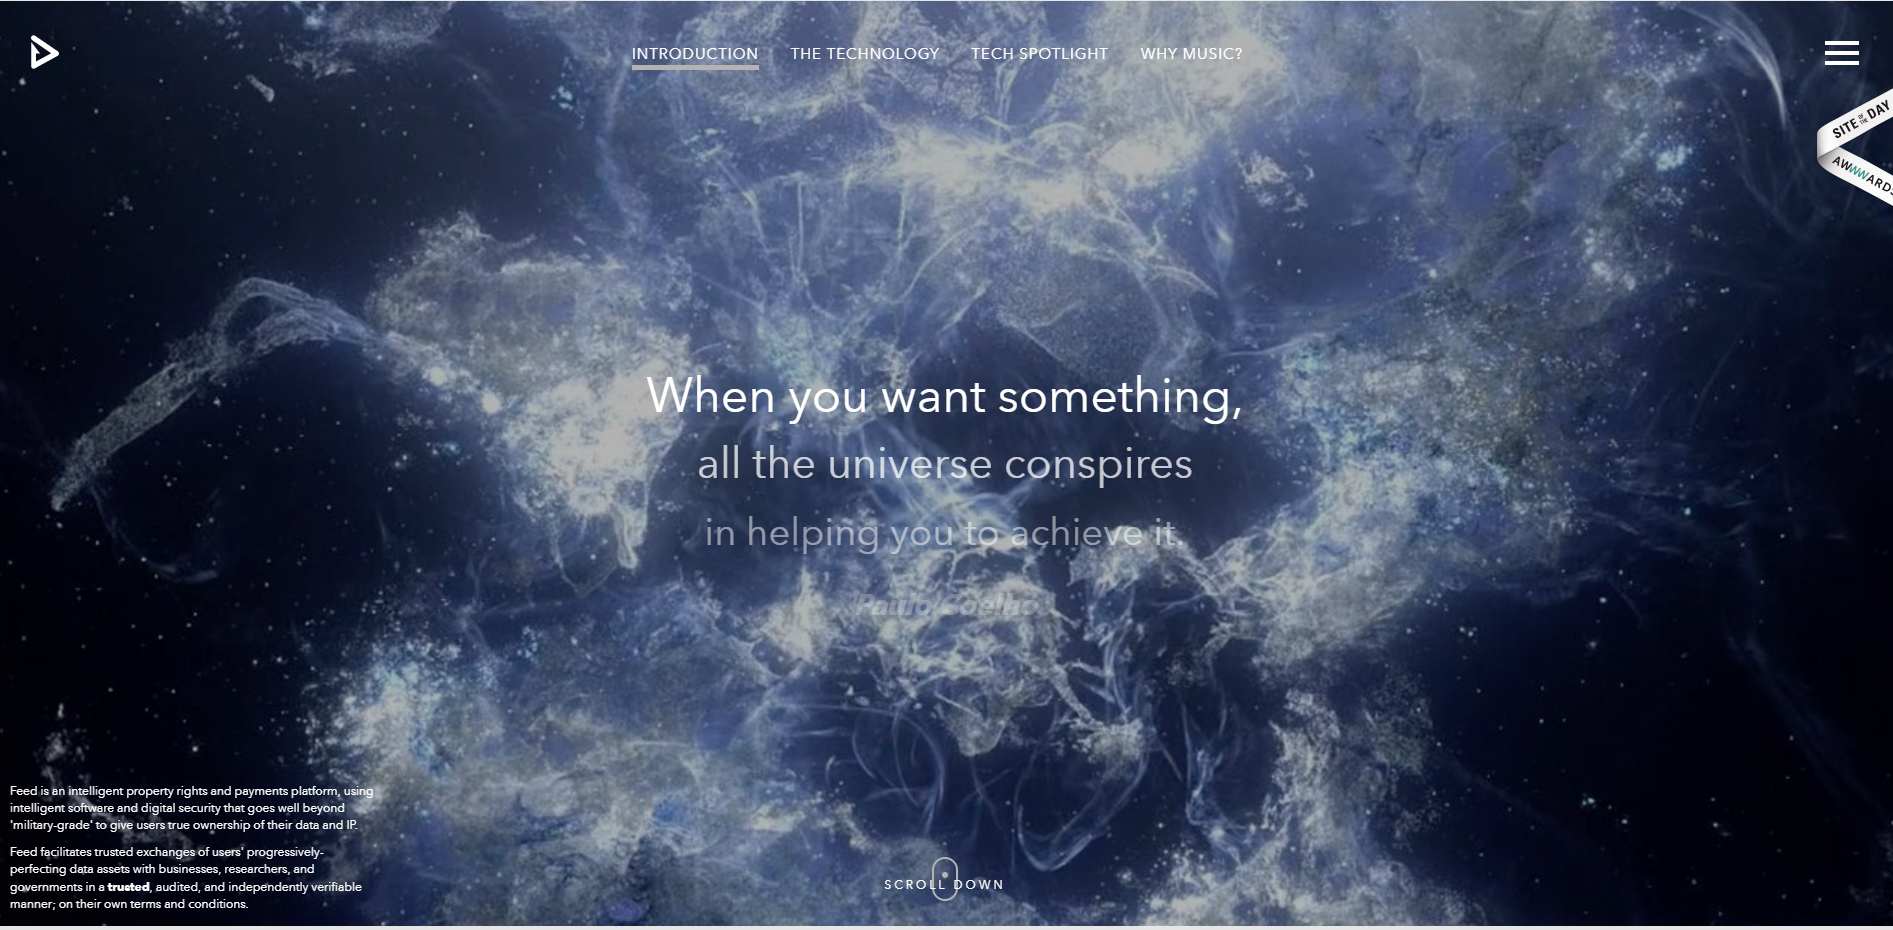 INTRODUCTION THE TECHNOLOGY TECH SPOTLIGHT WHY MUSIC?
SITE OF THE DAY
AWWWARDS
When you want something,
all the universe conspires
in helping you to achieve it.
Paulo Coelho
Feed is an intelligent property rights and payments platform, using
intelligent software and digital security that goes well beyond
'military-grade' to give users true ownership of their data and IP.
Feed facilitates trusted exchanges of users' progressively-
perfecting data assets with businesses, researchers, and
governments in a trusted, audited, and independently verifiable
manner; on their own terms and conditions.
SCROLL DOWN